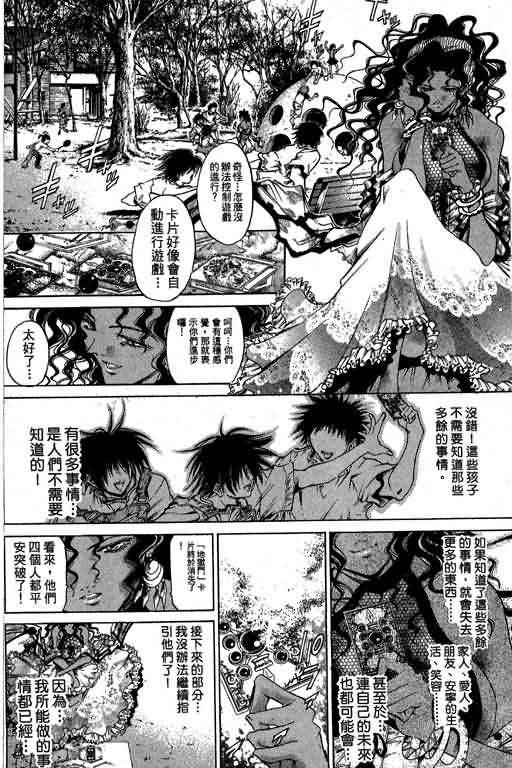 奇怪…怎麼沒
辦法控制遊戲
的進行?
卡片好像會自
動進行遊戲…
呵呵…你們
會有這種感
覺,那就表
示你們進步
囉!
太好了…
沒錯!這些孩子
不需要知道那些
多餘的事情。
有很多事情…
是人們不需要
知道的!
如果知道了這些多餘
的事情,就會失去
更多的東西……
家人、愛人、
朋友、安寧的生
活、笑容……
甚至於…
連自己的未來
也都可能會…
「地獄門」卡
片終於消失了
!
看來,他們
四個人都平
安突破了!
接下來的部分…
我沒辦法繼續指
引他們了!
因為…
我所能做的事
情都已經…